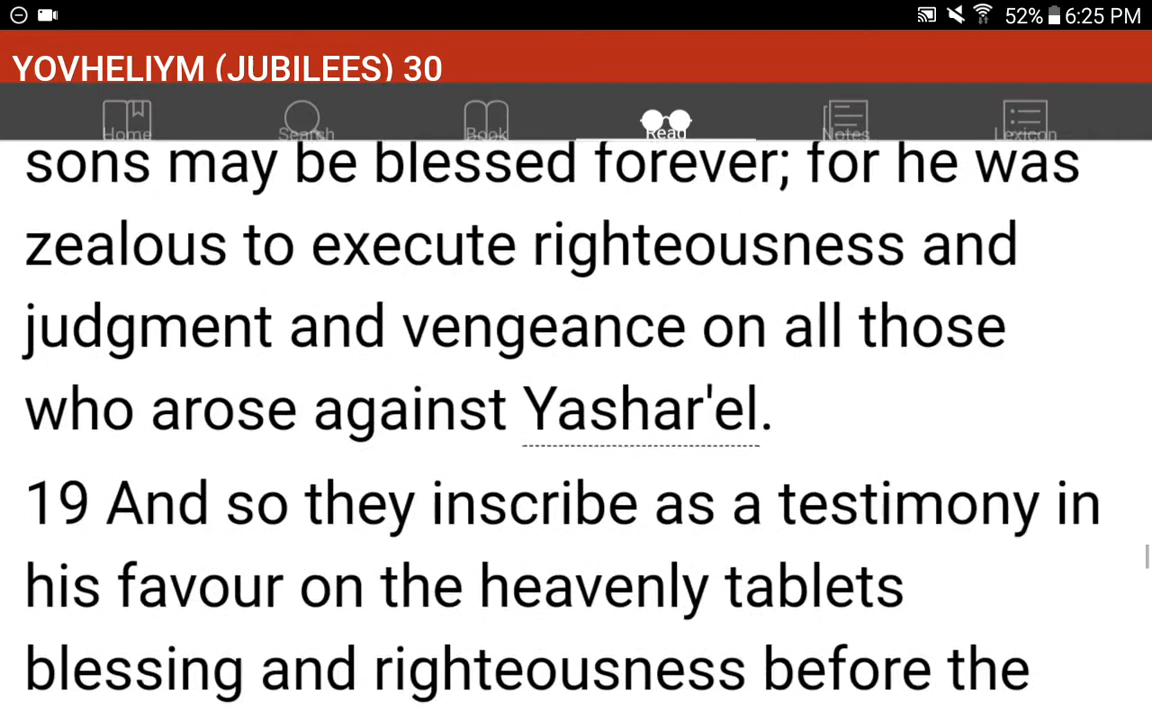 52% 6:25 PM
YOVHELIYM (JUBILEES) 30
Home Search Book Read Notes Lexicon
sons may be blessed forever; for he was
zealous to execute righteousness and
judgment and vengeance on all those
who arose against Yashar'el.
19 And so they inscribe as a testimony in
his favour on the heavenly tablets
blessing and righteousness before the